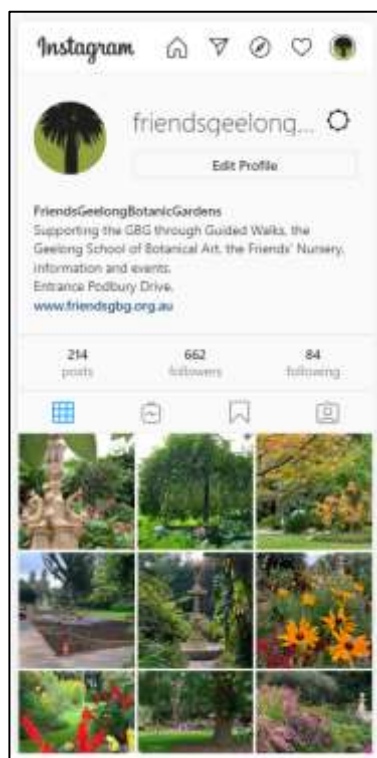 Instagram
friendsgeelong...
Edit Profile
FriendsGeelongBotanicGardens
Supporting the GBG through Guided Walks, the
Geelong School of Botanical Art, the Friends' Nursery,
information and events.
Entrance Podbury Drive.
www.friendsgbg.org.au
214 662 84
posts followers following